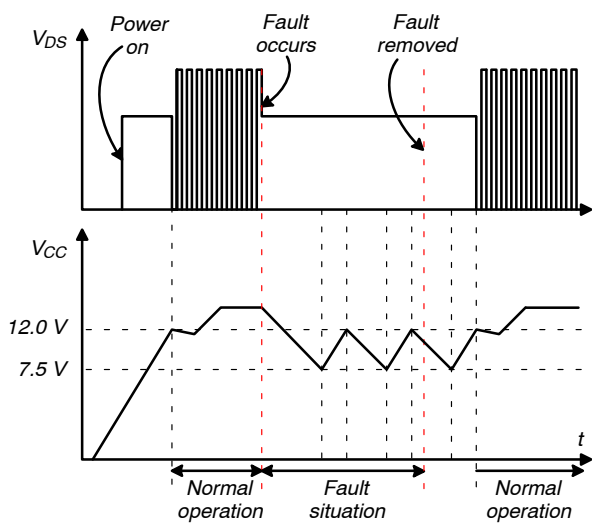 Power
on
Fault
occurs
Fault
removed
VDS
VCC
12.0 V
7.5 V
t
Normal
operation
Fault
situation
Normal
operation